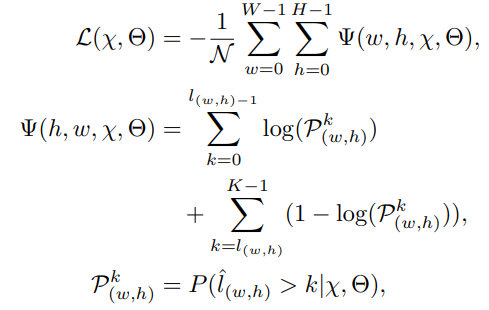 \mathcal{L}(\chi, \Theta) = -\frac{1}{\mathcal{N}} \sum_{w=0}^{W-1} \sum_{h=0}^{H-1} \Psi(w, h, \chi, \Theta),
\Psi(h, w, \chi, \Theta) = \sum_{k=0}^{l_{(w,h)-1}} \log(\mathcal{P}_{(w,h)}^{k})
+ \sum_{k=l_{(w,h)}}^{K-1} (1 - \log(\mathcal{P}_{(w,h)}^{k})),
\mathcal{P}_{(w,h)}^{k} = P(\hat{l}_{(w,h)} > k | \chi, \Theta),